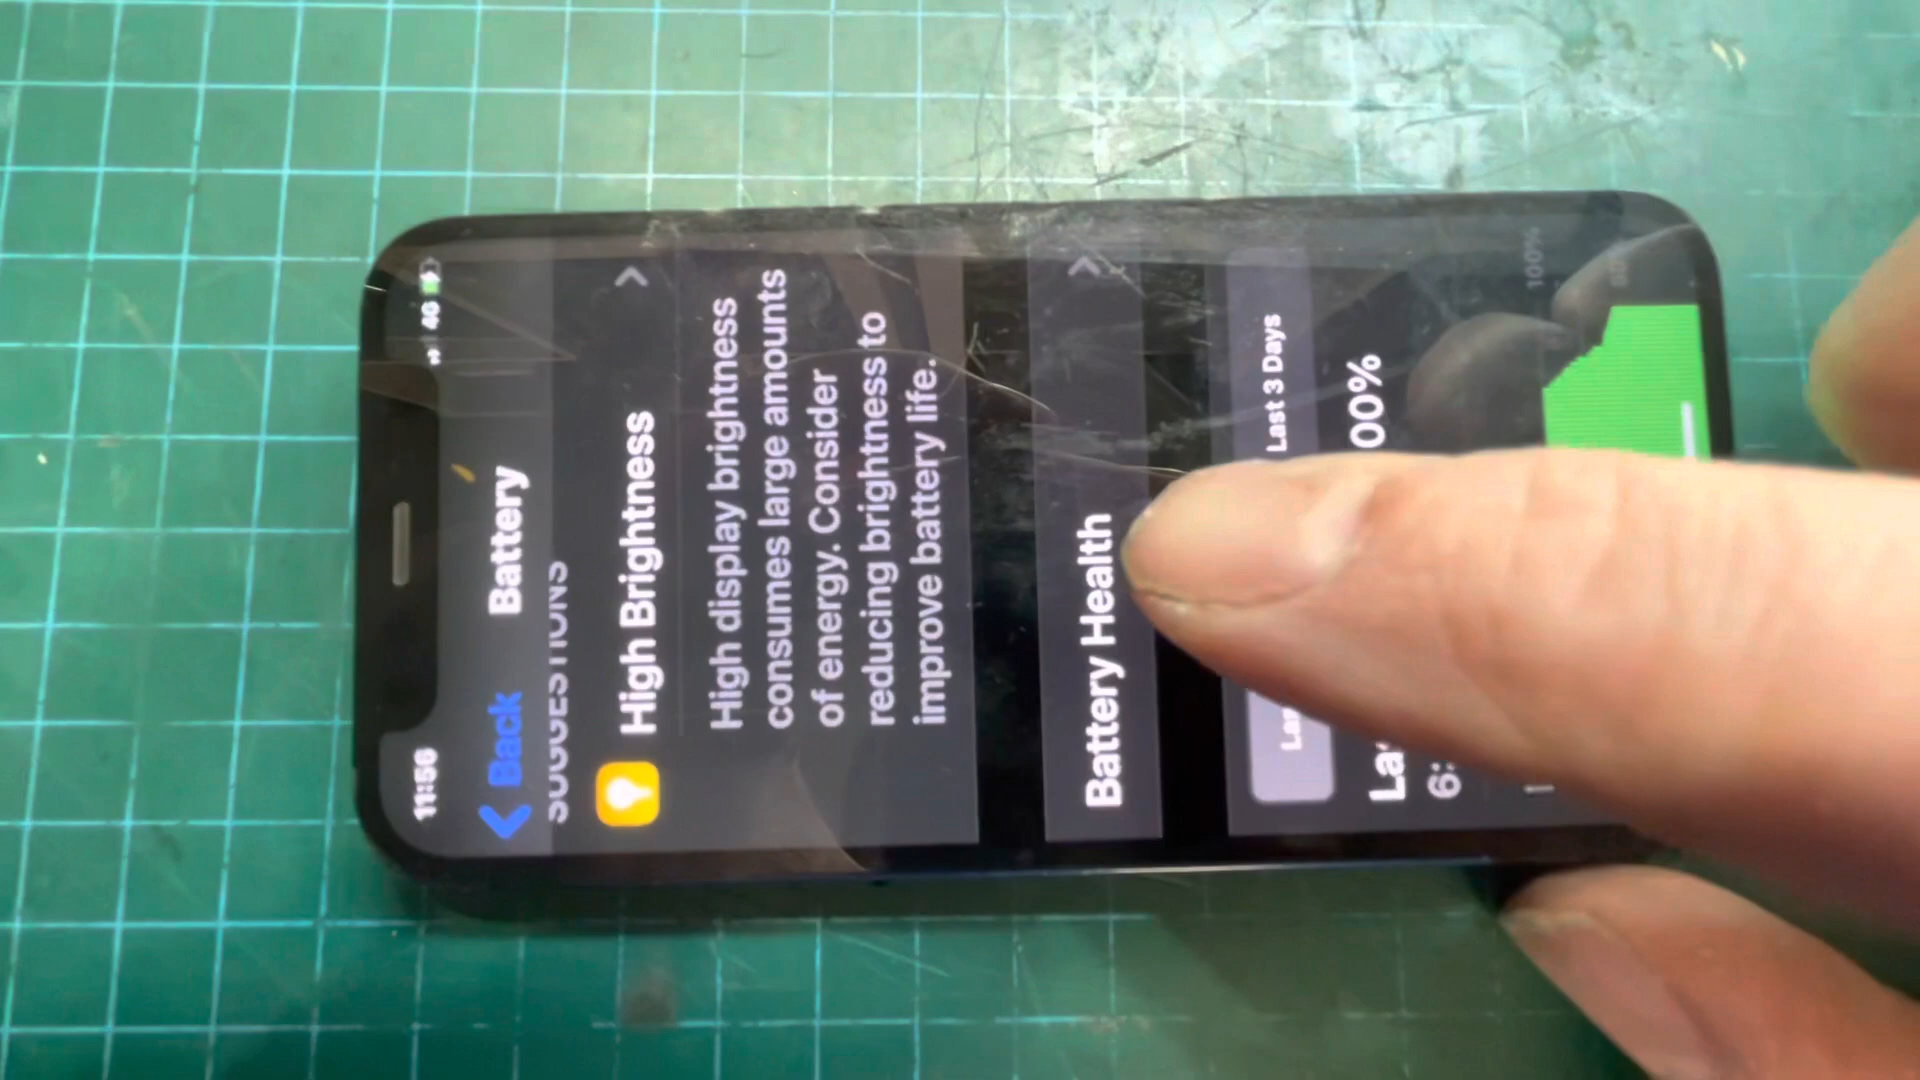 11:56
4G
Back
Battery
SUGGESTIONS
High Brightness
High display brightness
consumes large amounts
of energy. Consider
reducing brightness to
improve battery life.
Battery Health
Last 3 Days
00%
100%